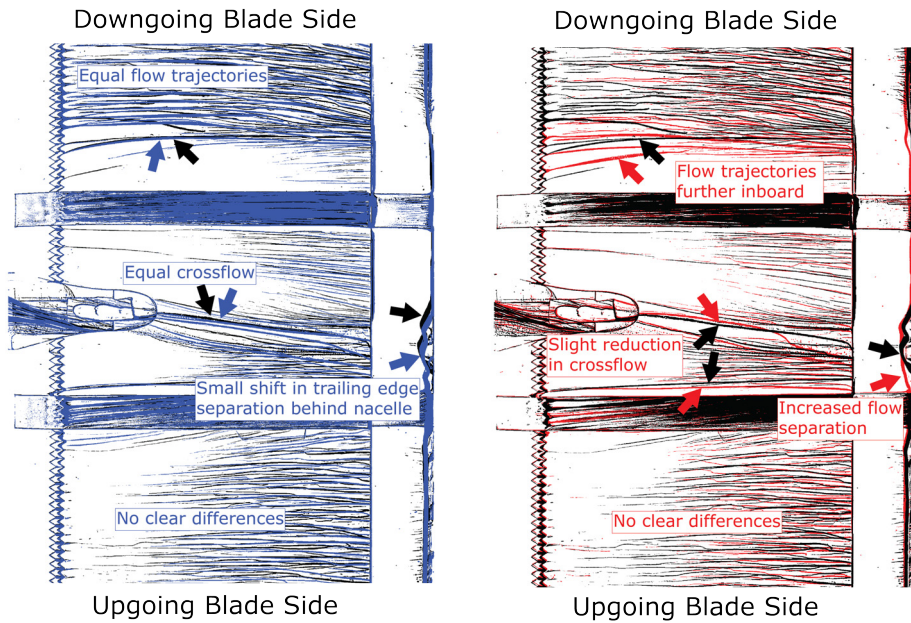 Downgoing Blade Side
Equal flow trajectories
Equal crossflow
Small shift in trailing edge
separation behind nacelle
No clear differences
Upgoing Blade Side
Downgoing Blade Side
Flow trajectories
further inboard
Slight reduction
in crossflow
Increased flow
separation
No clear differences
Upgoing Blade Side